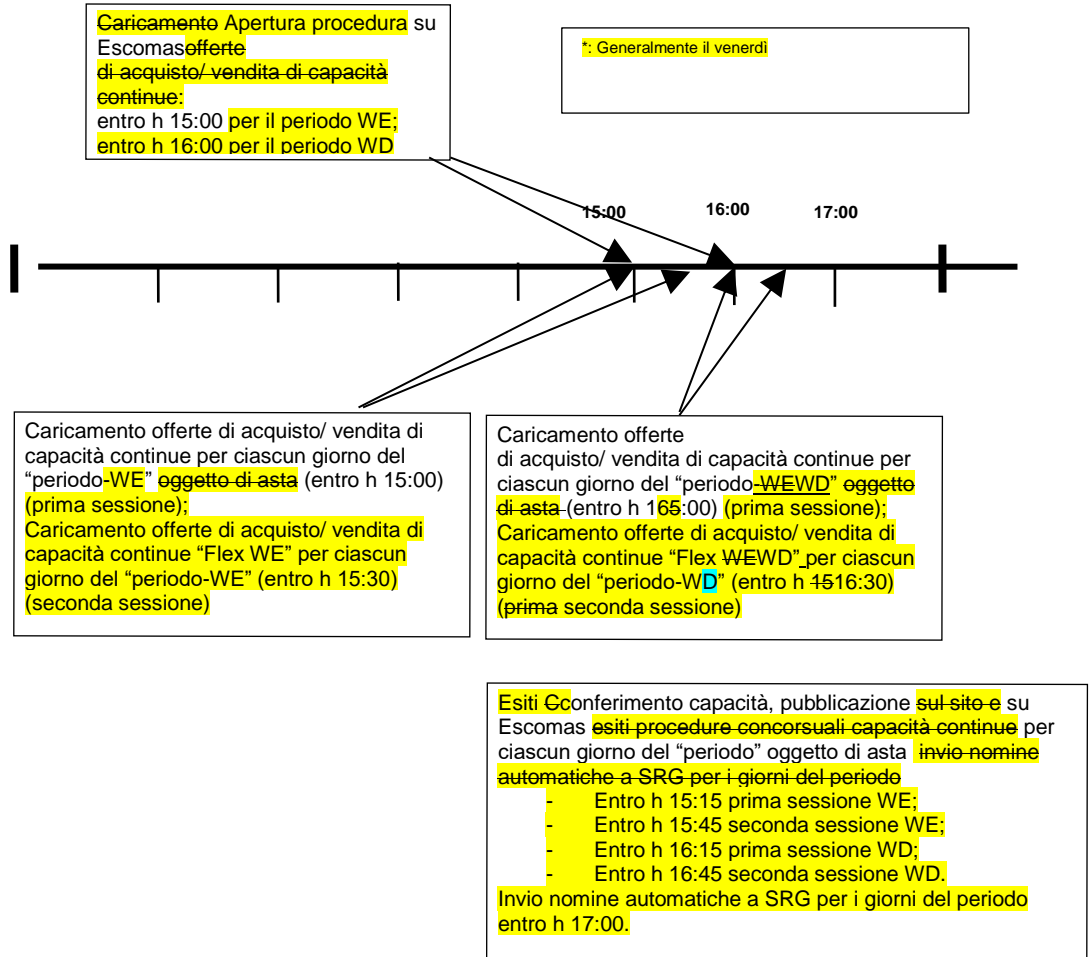 Caricamento Apertura procedura su
Escomasofferte
di acquisto/ vendita di capacità
continue:
entro h 15:00 per il periodo WE;
entro h 16:00 per il periodo WD
*: Generalmente il venerdì
15:00 16:00 17:00
Caricamento offerte di acquisto/ vendita di
capacità continue per ciascun giorno del
“periodo-WE” oggetto di asta (entro h 15:00)
(prima sessione);
Caricamento offerte di acquisto/ vendita di
capacità continue “Flex WE” per ciascun
giorno del “periodo-WE” (entro h 15:30)
(seconda sessione)
Caricamento offerte
di acquisto/ vendita di capacità continue per
ciascun giorno del “periodo-WEWD” oggetto
di asta (entro h 165:00) (prima sessione);
Caricamento offerte di acquisto/ vendita di
capacità continue “Flex WEWD” per ciascun
giorno del “periodo-WD” (entro h 1516:30)
(prima seconda sessione)
Esiti Cconferimento capacità, pubblicazione sul sito e su
Escomas esiti procedure concorsuali capacità continue per
ciascun giorno del “periodo” oggetto di asta invio nomine
automatiche a SRG per i giorni del periodo
- Entro h 15:15 prima sessione WE;
- Entro h 15:45 seconda sessione WE;
- Entro h 16:15 prima sessione WD;
- Entro h 16:45 seconda sessione WD.
Invio nomine automatiche a SRG per i giorni del periodo
entro h 17:00.